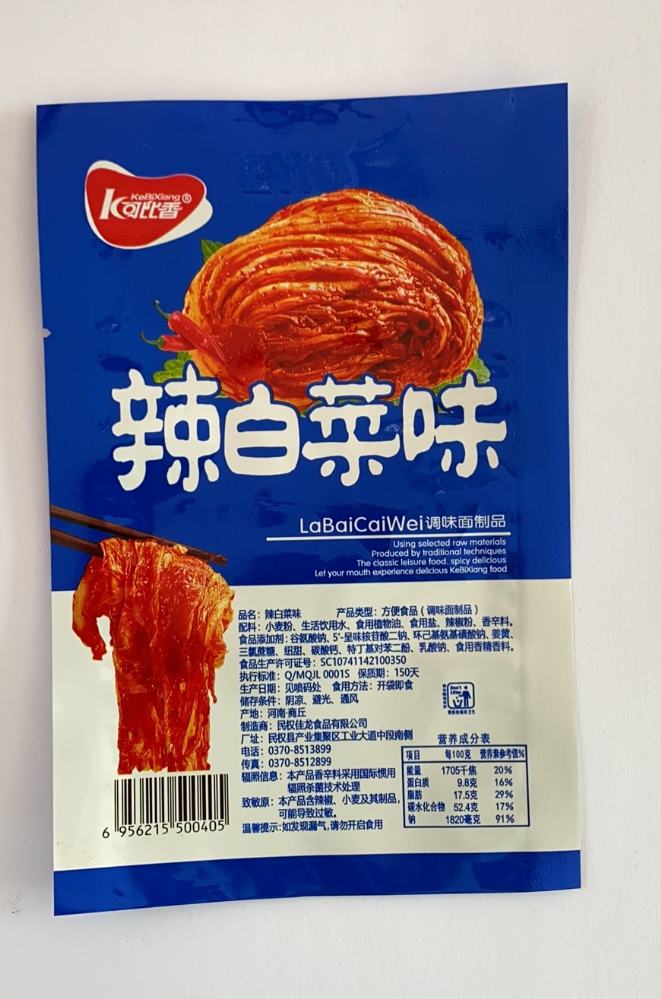 KeBiXiang®
K可比香
辣白菜味
LaBaiCaiWei调味面制品
Using selected raw materials
Produced by traditional techniques
The classic leisure food. spicy delicious
Let your mouth experience delicious KeBiXiang food
品名：辣白菜味 产品类型：方便食品（调味面制品）
配料：小麦粉、生活饮用水、食用植物油、食用盐、辣椒粉、香辛料。
食品添加剂：谷氨酸钠、5'-呈味核苷酸二钠、环己基氨基磺酸钠、姜黄、
三氯蔗糖、纽甜、碳酸钙、特丁基对苯二酚、乳酸钠、食用香精香料。
食品生产许可证号：SC10741142100350
执行标准：Q/MQJL 0001S 保质期：150天
生产日期：见喷码处 食用方法：开袋即食
储存条件：阴凉、避光、通风
产地：河南·商丘
制造商：民权佳龙食品有限公司
厂址：民权县产业集聚区工业大道中段南侧
电话：0370-8513899
传真：0370-8512899
辐照信息：本产品香辛料采用国际惯用
辐照杀菌技术处理
致敏原：本产品含辣椒、小麦及其制品，
可能导致过敏。
温馨提示:如发现漏气,请勿开启食用
营养成分表
项目 每100克 营养素参考值%
能量 1705千焦 20%
蛋白质 9.8克 16%
脂肪 17.5克 29%
碳水化合物 52.4克 17%
钠 1820毫克 91%
6 956215 500405